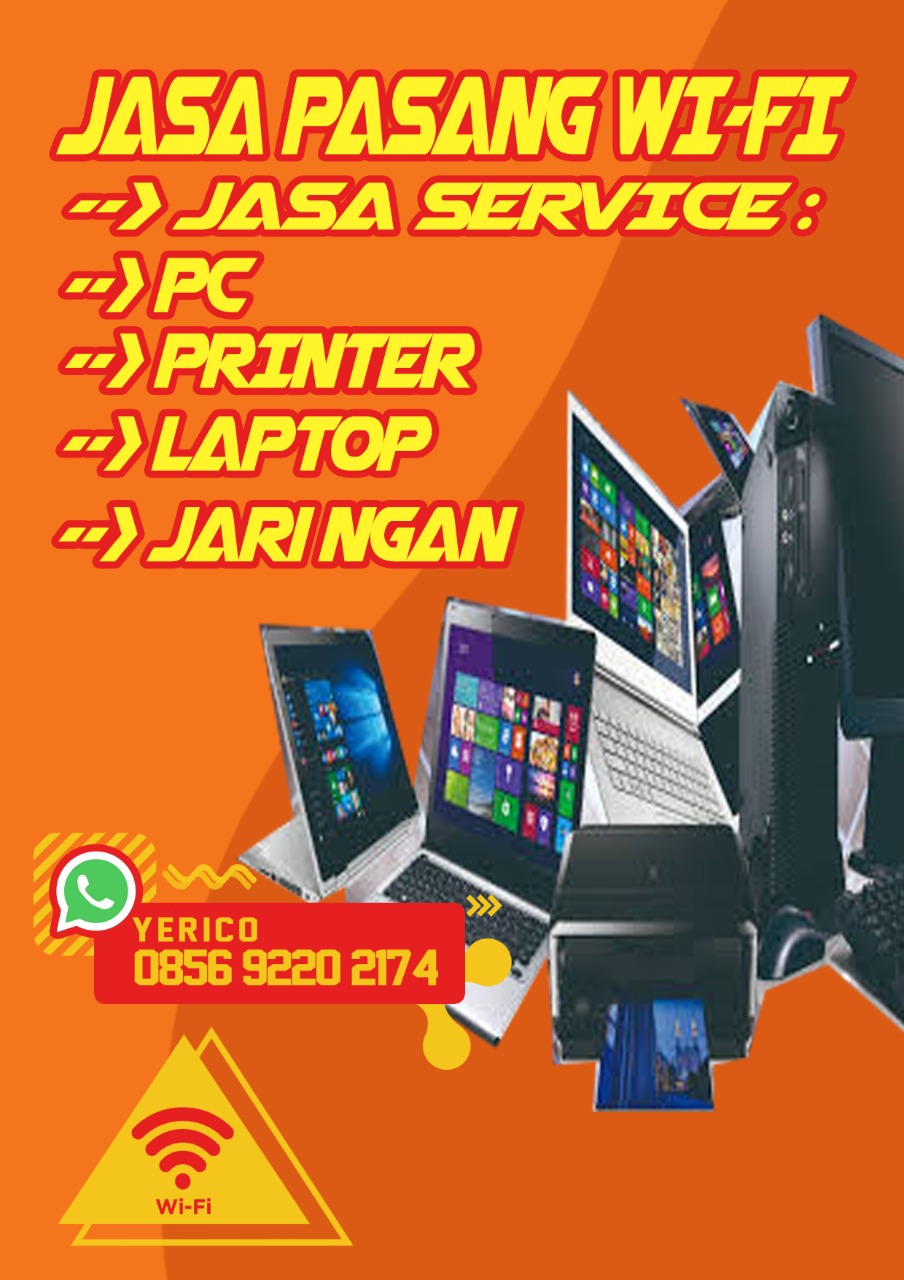 JASA PASANG WI-FI
--> JASA SERVICE :
--> PC
--> PRINTER
--> LAPTOP
--> JARI NGAN
YERICO
0856 9220 2174
Wi-Fi